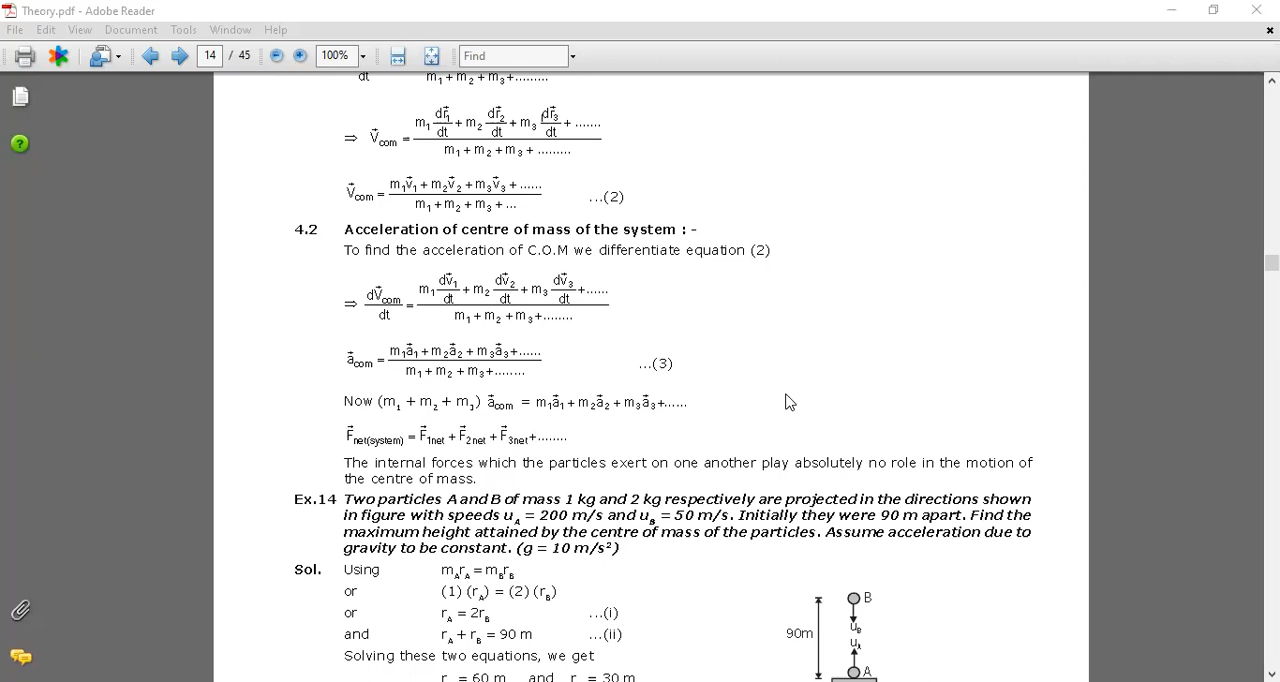 Theory.pdf - Adobe Reader
File Edit View Document Tools Window Help
14 / 45 100% Find
dt m₁ + m₂ + m₃ +.........
⇒ V⃗com = (m₁ dr⃗₁/dt + m₂ dr⃗₂/dt + m₃ dr⃗₃/dt + .......) / (m₁ + m₂ + m₃ + .........)
V⃗com = (m₁v⃗₁ + m₂v⃗₂ + m₃v⃗₃ + ......) / (m₁ + m₂ + m₃ + ...) ...(2)
4.2 Acceleration of centre of mass of the system : -
To find the acceleration of C.O.M we differentiate equation (2)
⇒ dV⃗com/dt = (m₁ dv⃗₁/dt + m₂ dv⃗₂/dt + m₃ dv⃗₃/dt +......) / (m₁ + m₂ + m₃+........)
a⃗com = (m₁a⃗₁ + m₂a⃗₂ + m₃a⃗₃+......) / (m₁ + m₂ + m₃+........) ...(3)
Now (m₁ + m₂ + m₃) a⃗com = m₁a⃗₁ + m₂a⃗₂ + m₃a⃗₃+......
F⃗net(system) = F⃗1net + F⃗2net + F⃗3net+........
The internal forces which the particles exert on one another play absolutely no role in the motion of
the centre of mass.
Ex.14 Two particles A and B of mass 1 kg and 2 kg respectively are projected in the directions shown
in figure with speeds uA = 200 m/s and uB = 50 m/s. Initially they were 90 m apart. Find the
maximum height attained by the centre of mass of the particles. Assume acceleration due to
gravity to be constant. (g = 10 m/s²)
Sol. Using mArA = mBrB
or (1) (rA) = (2) (rB)
or rA = 2rB ...(i)
and rA + rB = 90 m ...(ii)
Solving these two equations, we get
r = 60 m and r = 30 m
B
uB
90m
uA
A